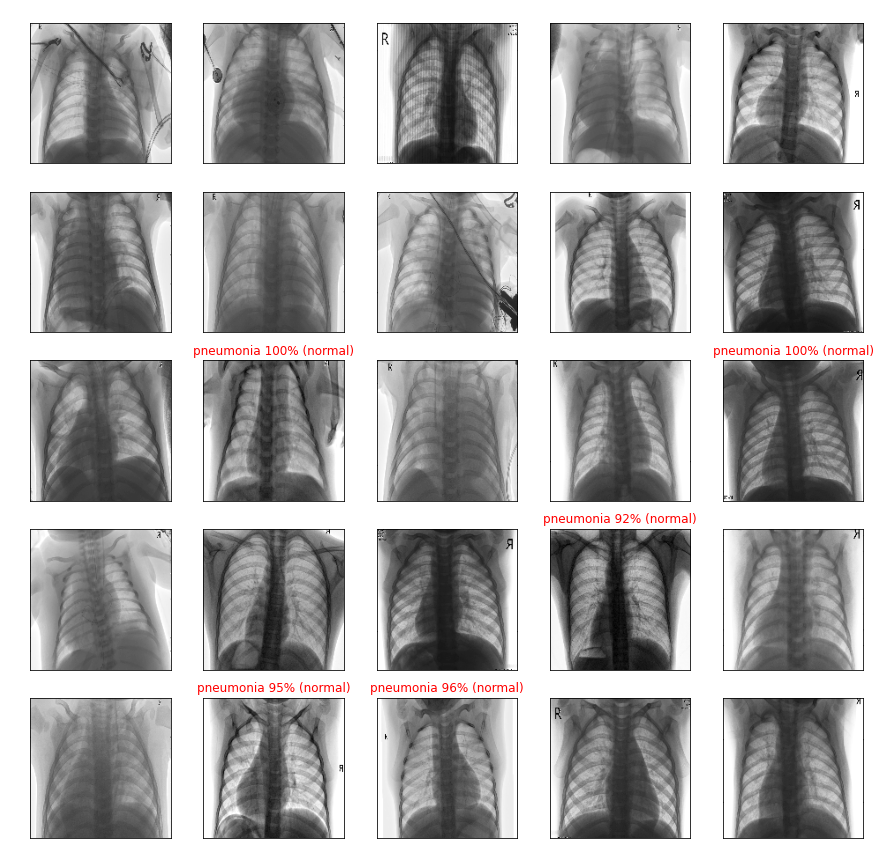 R
pneumonia 100% (normal)
pneumonia 100% (normal)
pneumonia 92% (normal)
pneumonia 95% (normal)
pneumonia 96% (normal)
R